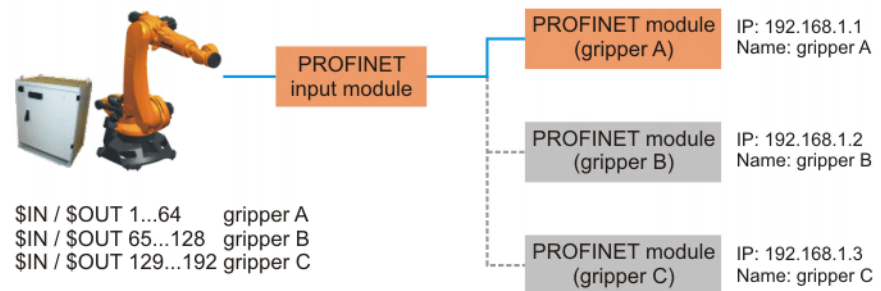 PROFINET
input module
PROFINET module
(gripper A)
IP: 192.168.1.1
Name: gripper A
PROFINET module
(gripper B)
IP: 192.168.1.2
Name: gripper B
PROFINET module
(gripper C)
IP: 192.168.1.3
Name: gripper C
$IN / $OUT 1...64 gripper A
$IN / $OUT 65...128 gripper B
$IN / $OUT 129...192 gripper C